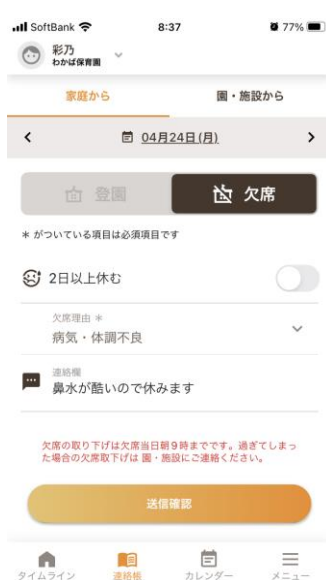 SoftBank 8:37 77%
彩乃
わかば保育園
家庭から 園・施設から
04月24日(月)
登園 欠席
* がついている項目は必須項目です
2日以上休む
欠席理由 *
病気・体調不良
連絡欄
鼻水が酷いので休みます
欠席の取り下げは欠席当日朝9時までです。過ぎてしまっ
た場合の欠席取下げは 園・施設にご連絡ください。
送信確認
タイムライン 連絡帳 カレンダー メニュー